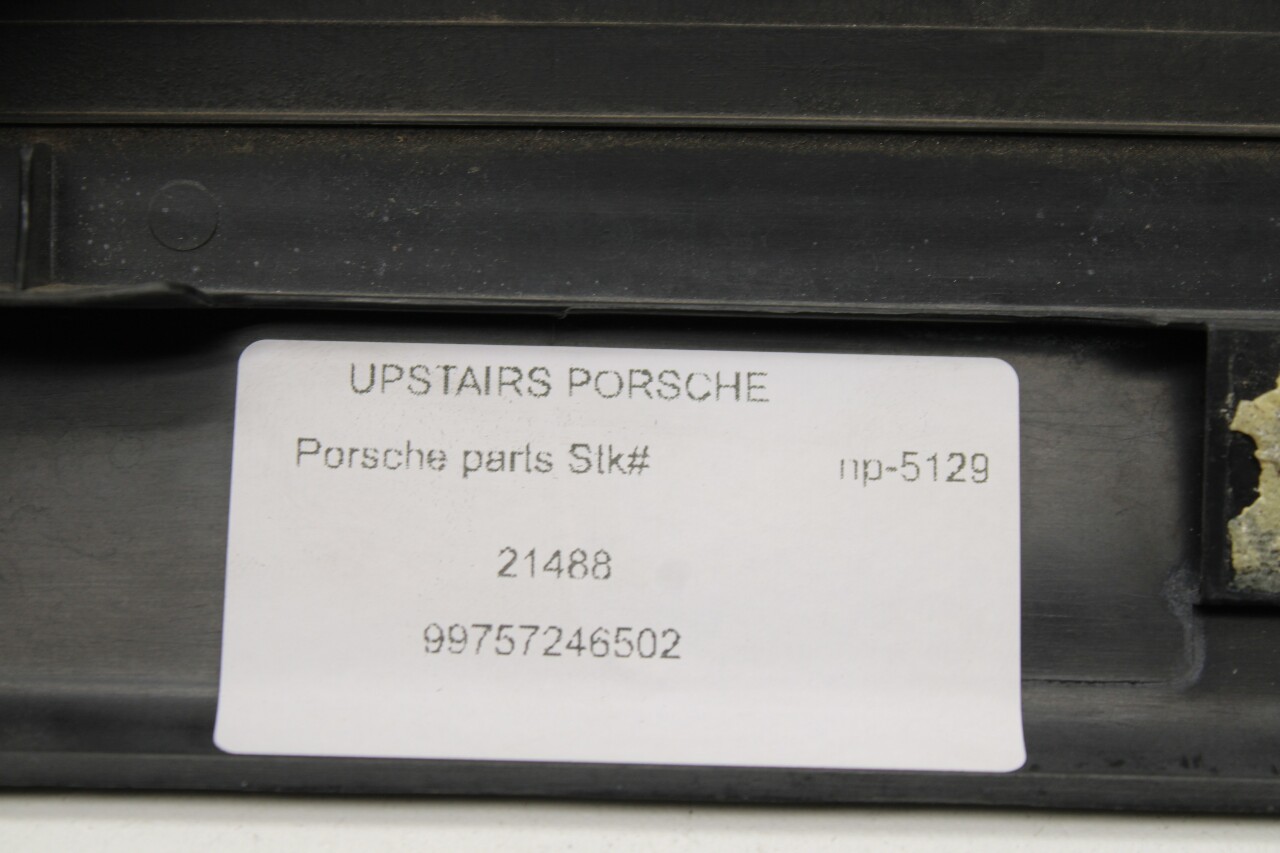 UPSTAIRS PORSCHE
Porsche parts Stk# np-5129
21488
99757246502